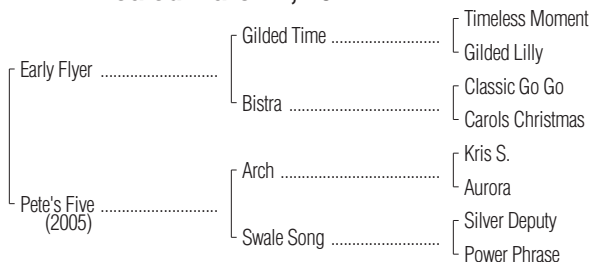 Timeless Moment
Gilded Time ..............................
Gilded Lilly
Early Flyer ................................
Classic Go Go
Bistra ..........................................
Carols Christmas
Kris S.
Arch ..........................................
Aurora
Pete's Five ................................
(2005)
Silver Deputy
Swale Song ..............................
Power Phrase